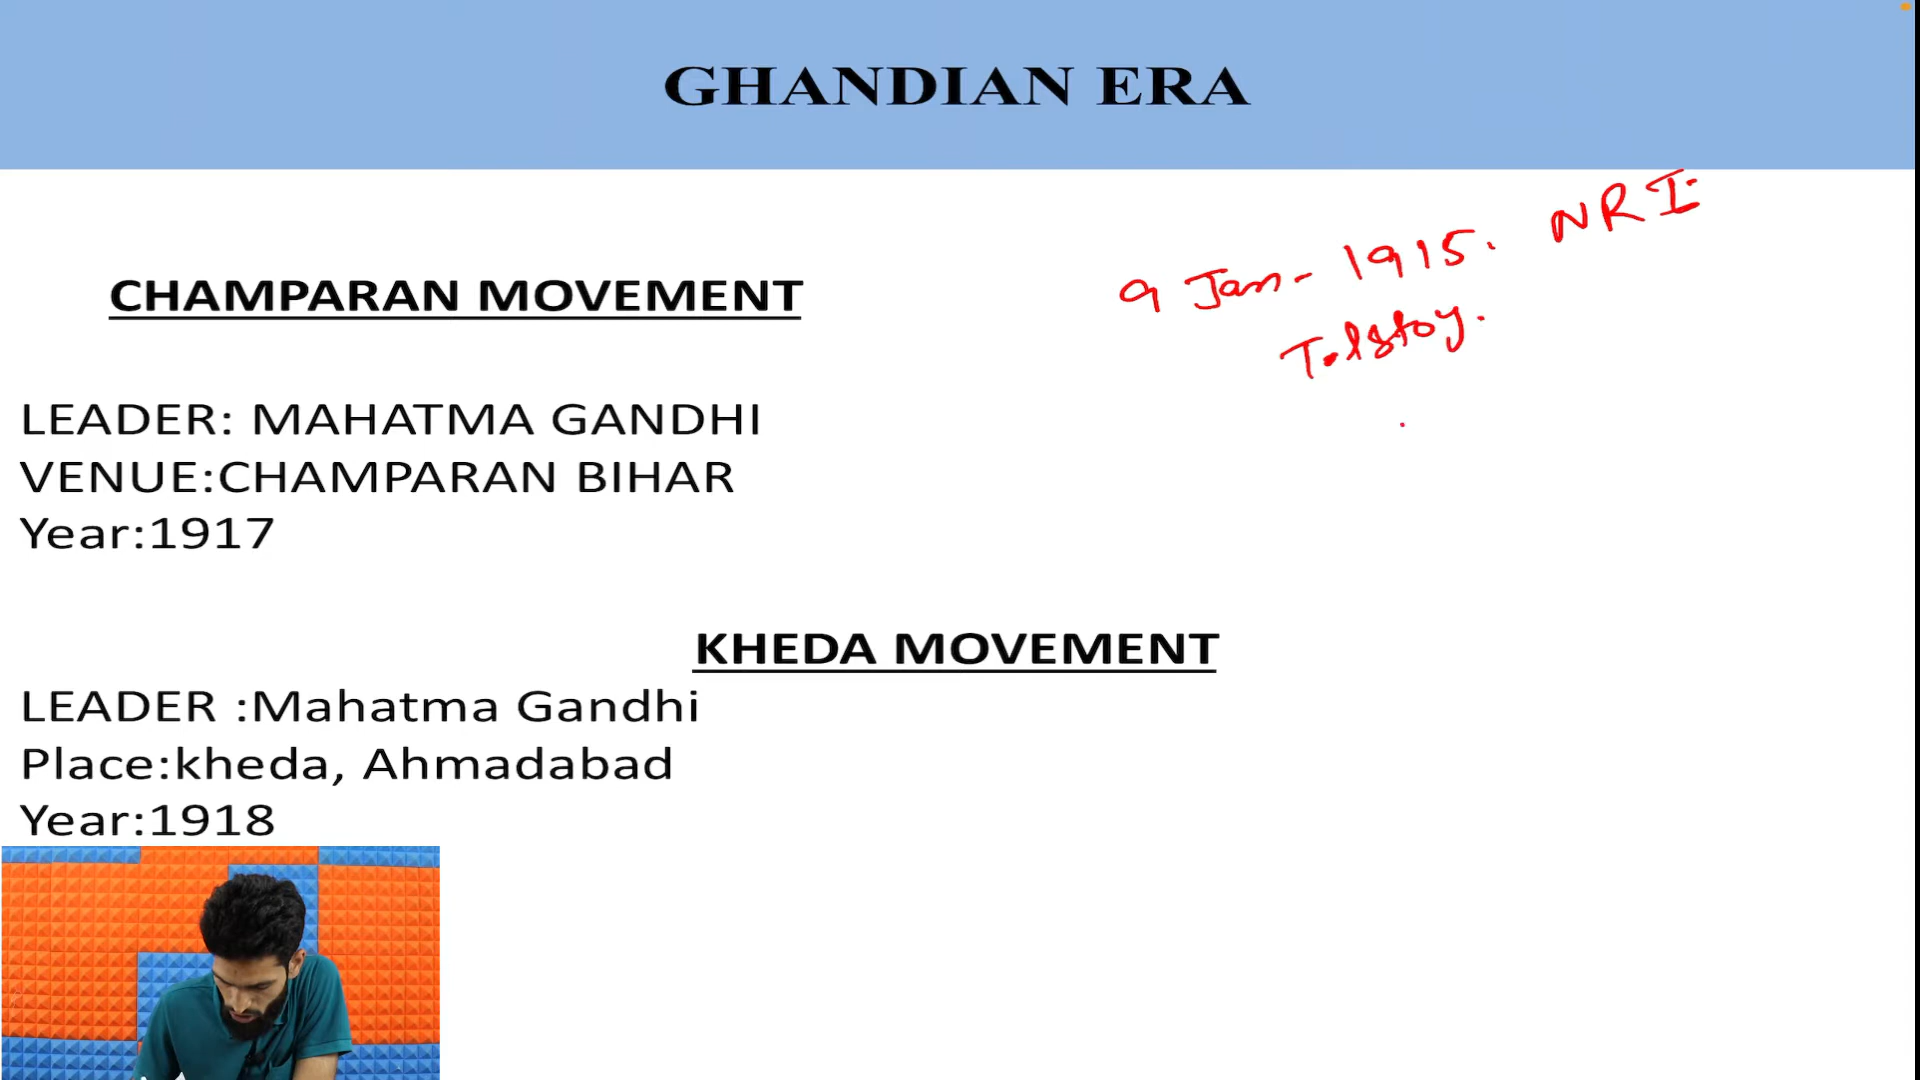 GHANDIAN ERA
9 Jan - 1915. NRI
Tolstoy.
CHAMPARAN MOVEMENT
LEADER: MAHATMA GANDHI
VENUE:CHAMPARAN BIHAR
Year:1917
KHEDA MOVEMENT
LEADER :Mahatma Gandhi
Place:kheda, Ahmadabad
Year:1918